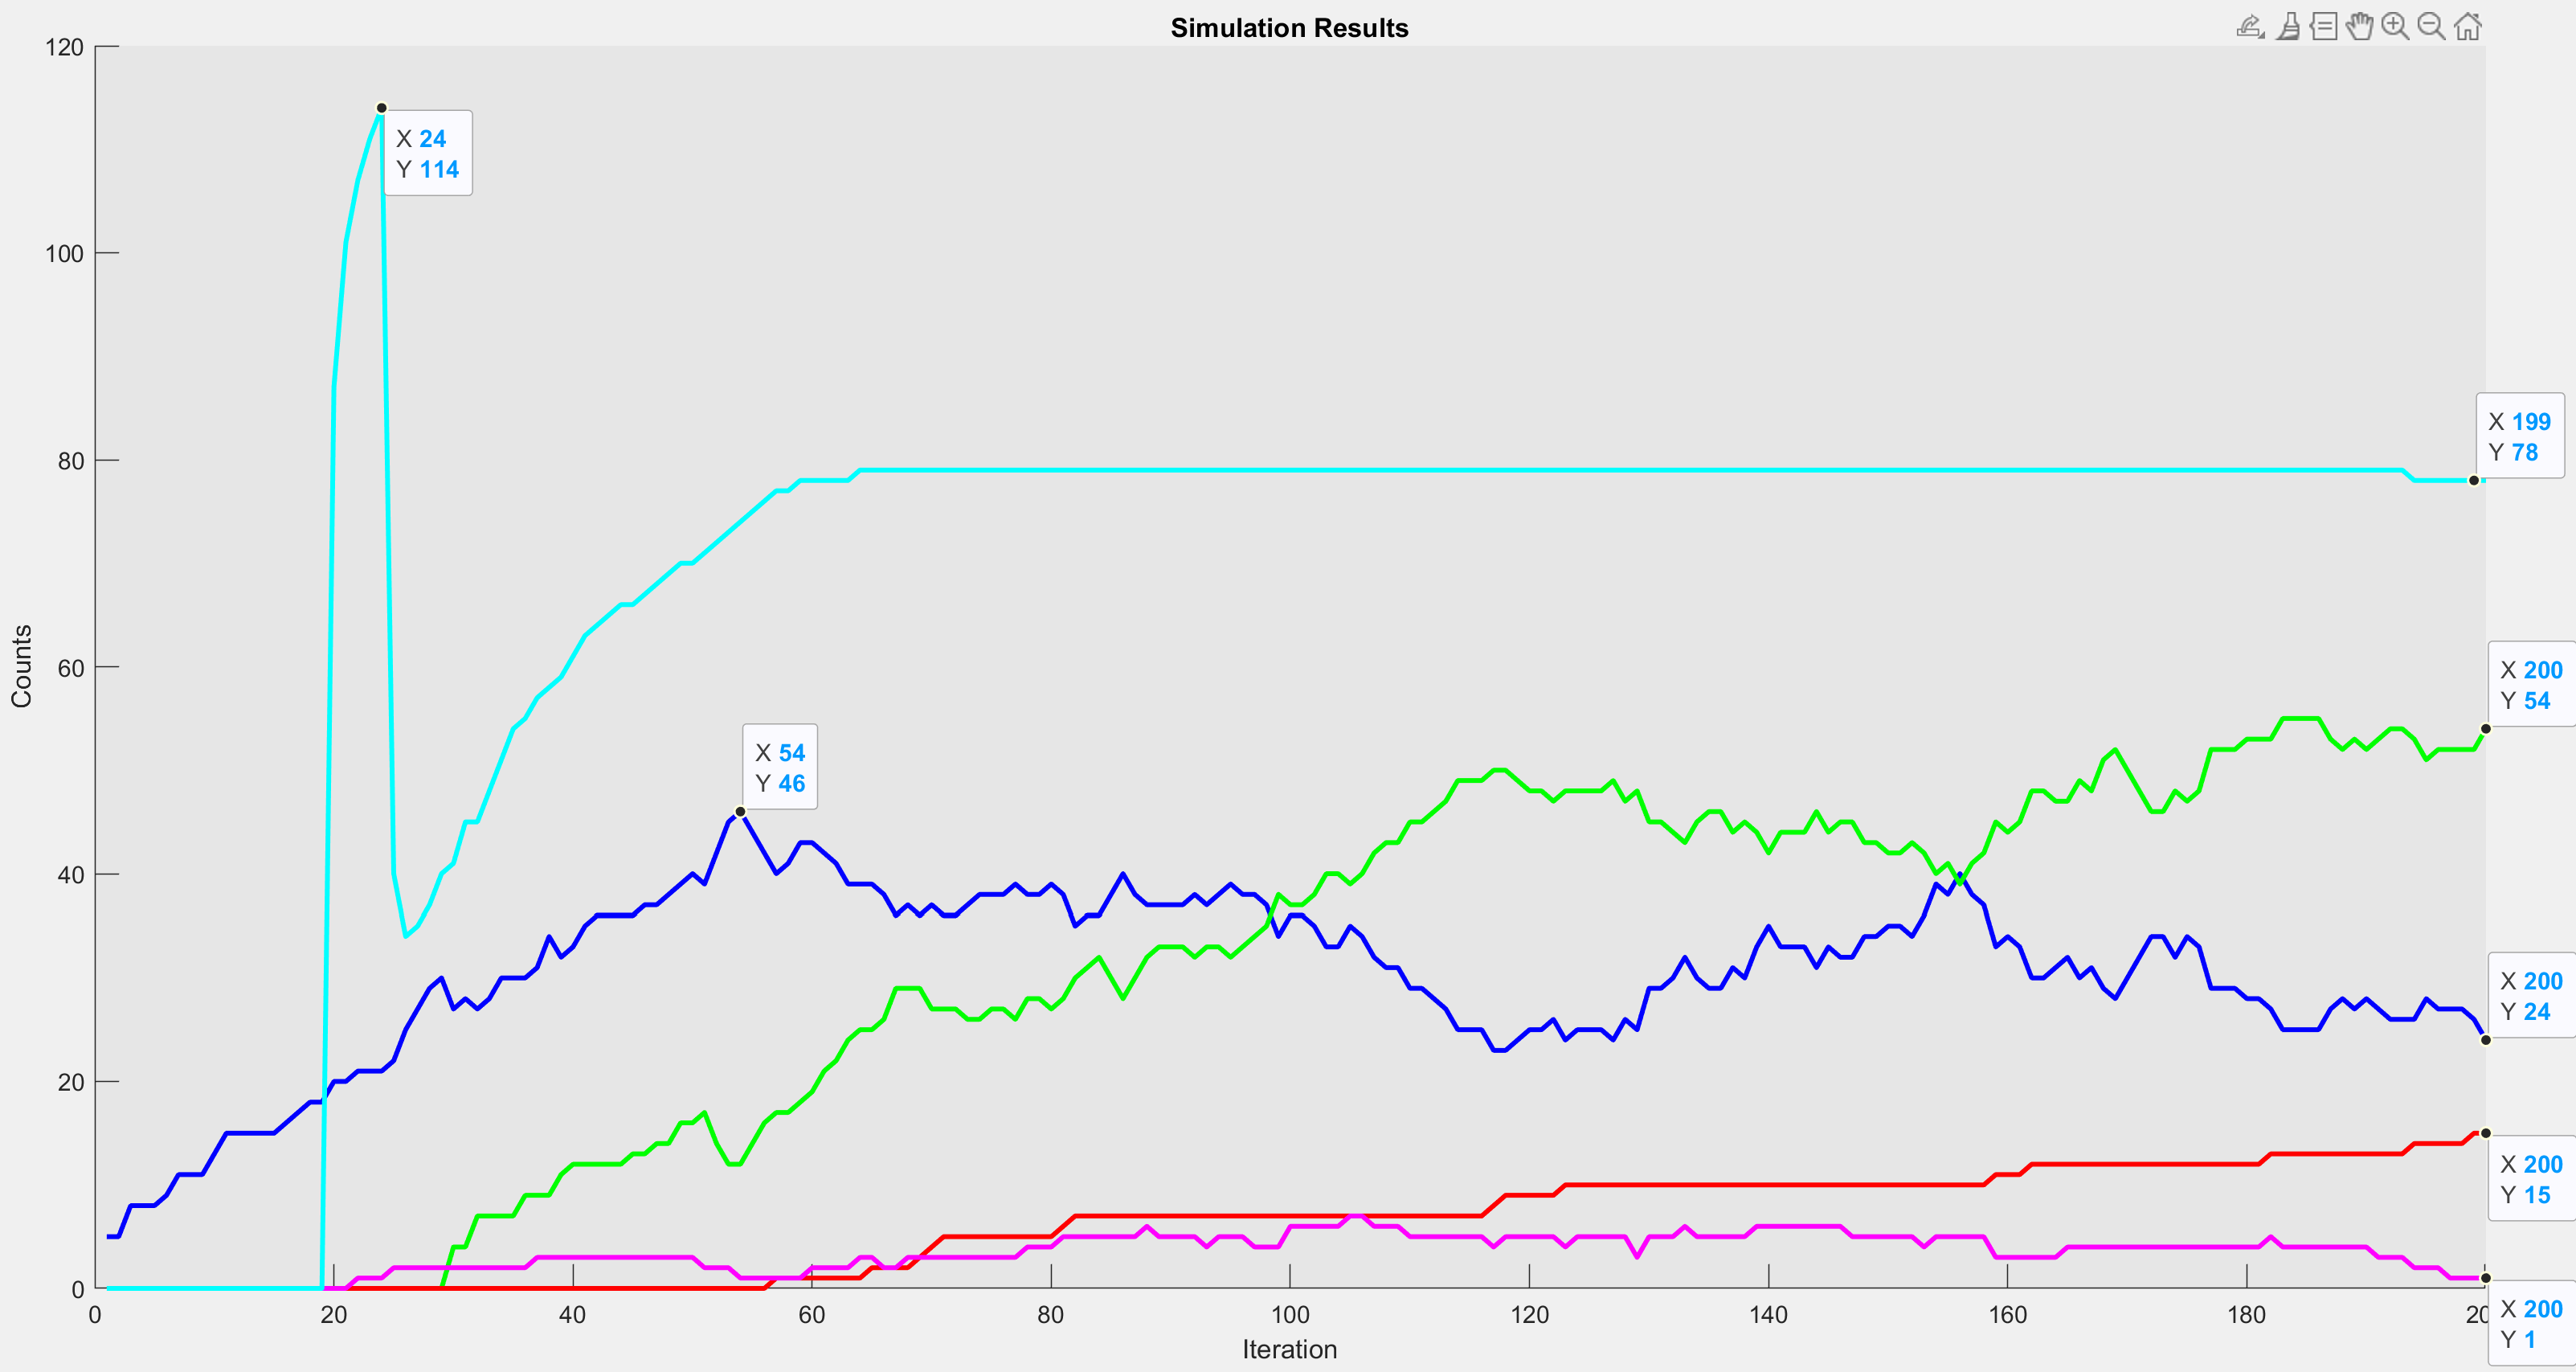 Simulation Results
120
100
80
60
40
20
0
Counts
X 24
Y 114
X 199
Y 78
X 200
Y 54
X 54
Y 46
X 200
Y 24
X 200
Y 15
X 200
Y 1
0 20 40 60 80 100 120 140 160 180 20
Iteration